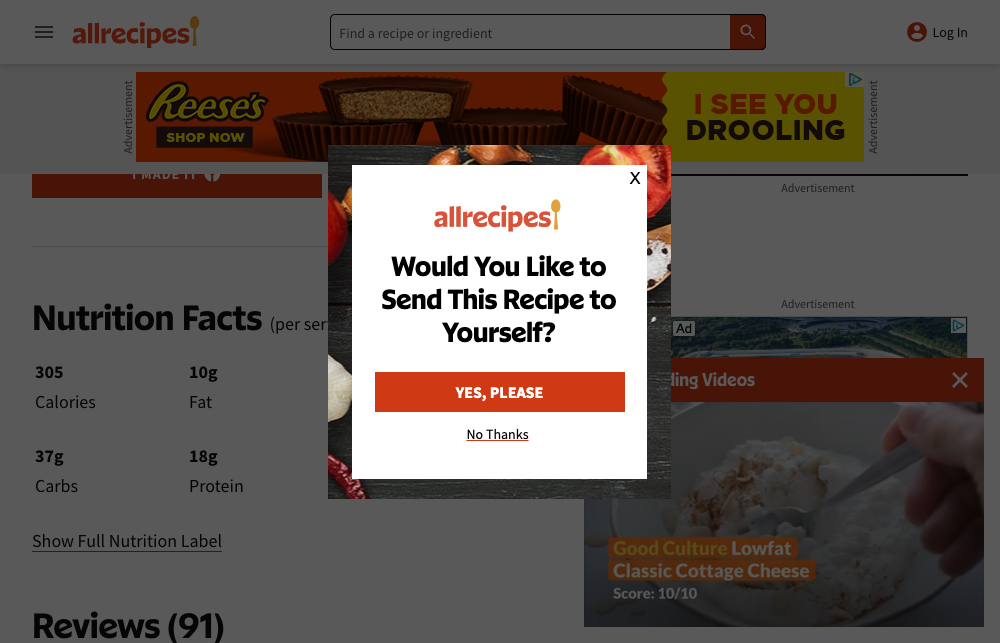 allrecipes
Find a recipe or ingredient
Log In
Advertisement
Reese's
SHOP NOW
I SEE YOU
DROOLING
Advertisement
I MADE IT
Advertisement
X
allrecipes
Would You Like to
Send This Recipe to
Yourself?
YES, PLEASE
No Thanks
Nutrition Facts (per ser
305
10g
Calories
Fat
37g
18g
Carbs
Protein
Show Full Nutrition Label
Reviews (91)
Advertisement
Ad
ding Videos
Good Culture Lowfat
Classic Cottage Cheese
Score: 10/10